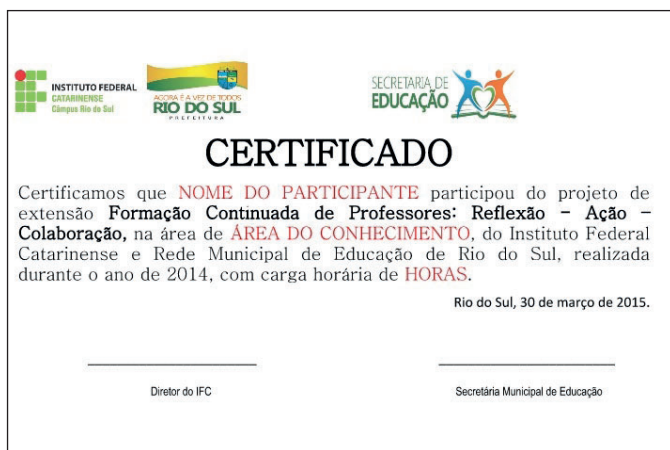 INSTITUTO FEDERAL
CATARINENSE
Câmpus Rio do Sul
AGORA É A VEZ DE TODOS
RIO DO SUL
PREFEITURA
SECRETARIA DE
EDUCAÇÃO
CERTIFICADO
Certificamos que NOME DO PARTICIPANTE participou do projeto de
extensão Formação Continuada de Professores: Reflexão – Ação –
Colaboração, na área de ÁREA DO CONHECIMENTO, do Instituto Federal
Catarinense e Rede Municipal de Educação de Rio do Sul, realizada
durante o ano de 2014, com carga horária de HORAS.
Rio do Sul, 30 de março de 2015.
Diretor do IFC
Secretária Municipal de Educação